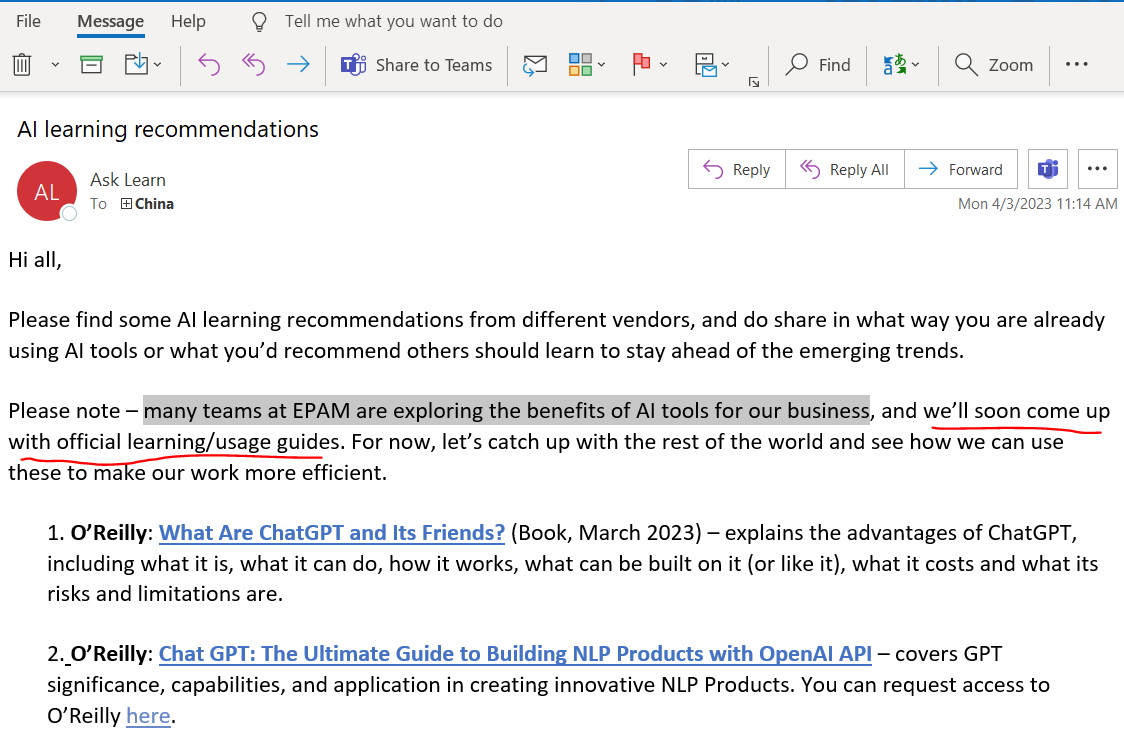 File Message Help Tell me what you want to do
Share to Teams Find Zoom
AI learning recommendations
AL
Ask Learn
To China
Reply Reply All Forward
Mon 4/3/2023 11:14 AM
Hi all,
Please find some AI learning recommendations from different vendors, and do share in what way you are already
using AI tools or what you’d recommend others should learn to stay ahead of the emerging trends.
Please note – many teams at EPAM are exploring the benefits of AI tools for our business, and we’ll soon come up
with official learning/usage guides. For now, let’s catch up with the rest of the world and see how we can use
these to make our work more efficient.
1. O’Reilly: What Are ChatGPT and Its Friends? (Book, March 2023) – explains the advantages of ChatGPT,
including what it is, what it can do, how it works, what can be built on it (or like it), what it costs and what its
risks and limitations are.
2. O’Reilly: Chat GPT: The Ultimate Guide to Building NLP Products with OpenAI API – covers GPT
significance, capabilities, and application in creating innovative NLP Products. You can request access to
O’Reilly here.